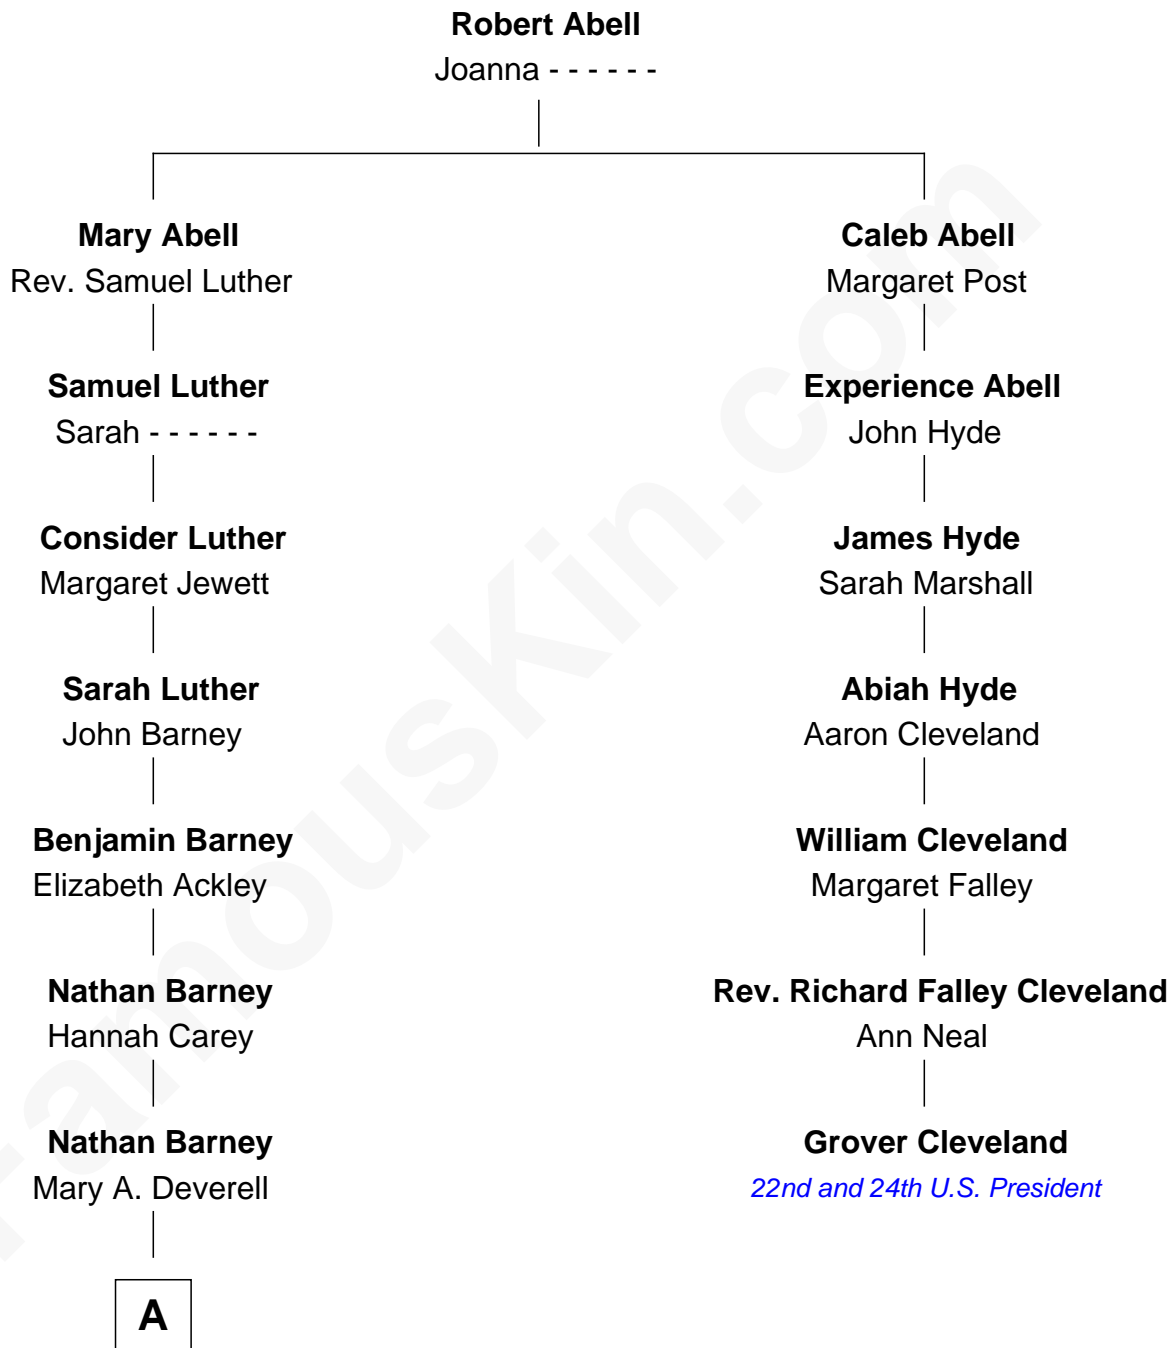 Robert Abell
Joanna - - - - - -
Mary Abell
Rev. Samuel Luther
Samuel Luther
Sarah - - - - - -
Consider Luther
Margaret Jewett
Sarah Luther
John Barney
Benjamin Barney
Elizabeth Ackley
Nathan Barney
Hannah Carey
Nathan Barney
Mary A. Deverell
A
Caleb Abell
Margaret Post
Experience Abell
John Hyde
James Hyde
Sarah Marshall
Abiah Hyde
Aaron Cleveland
William Cleveland
Margaret Falley
Rev. Richard Falley Cleveland
Ann Neal
Grover Cleveland
22nd and 24th U.S. President
FamousKin.com